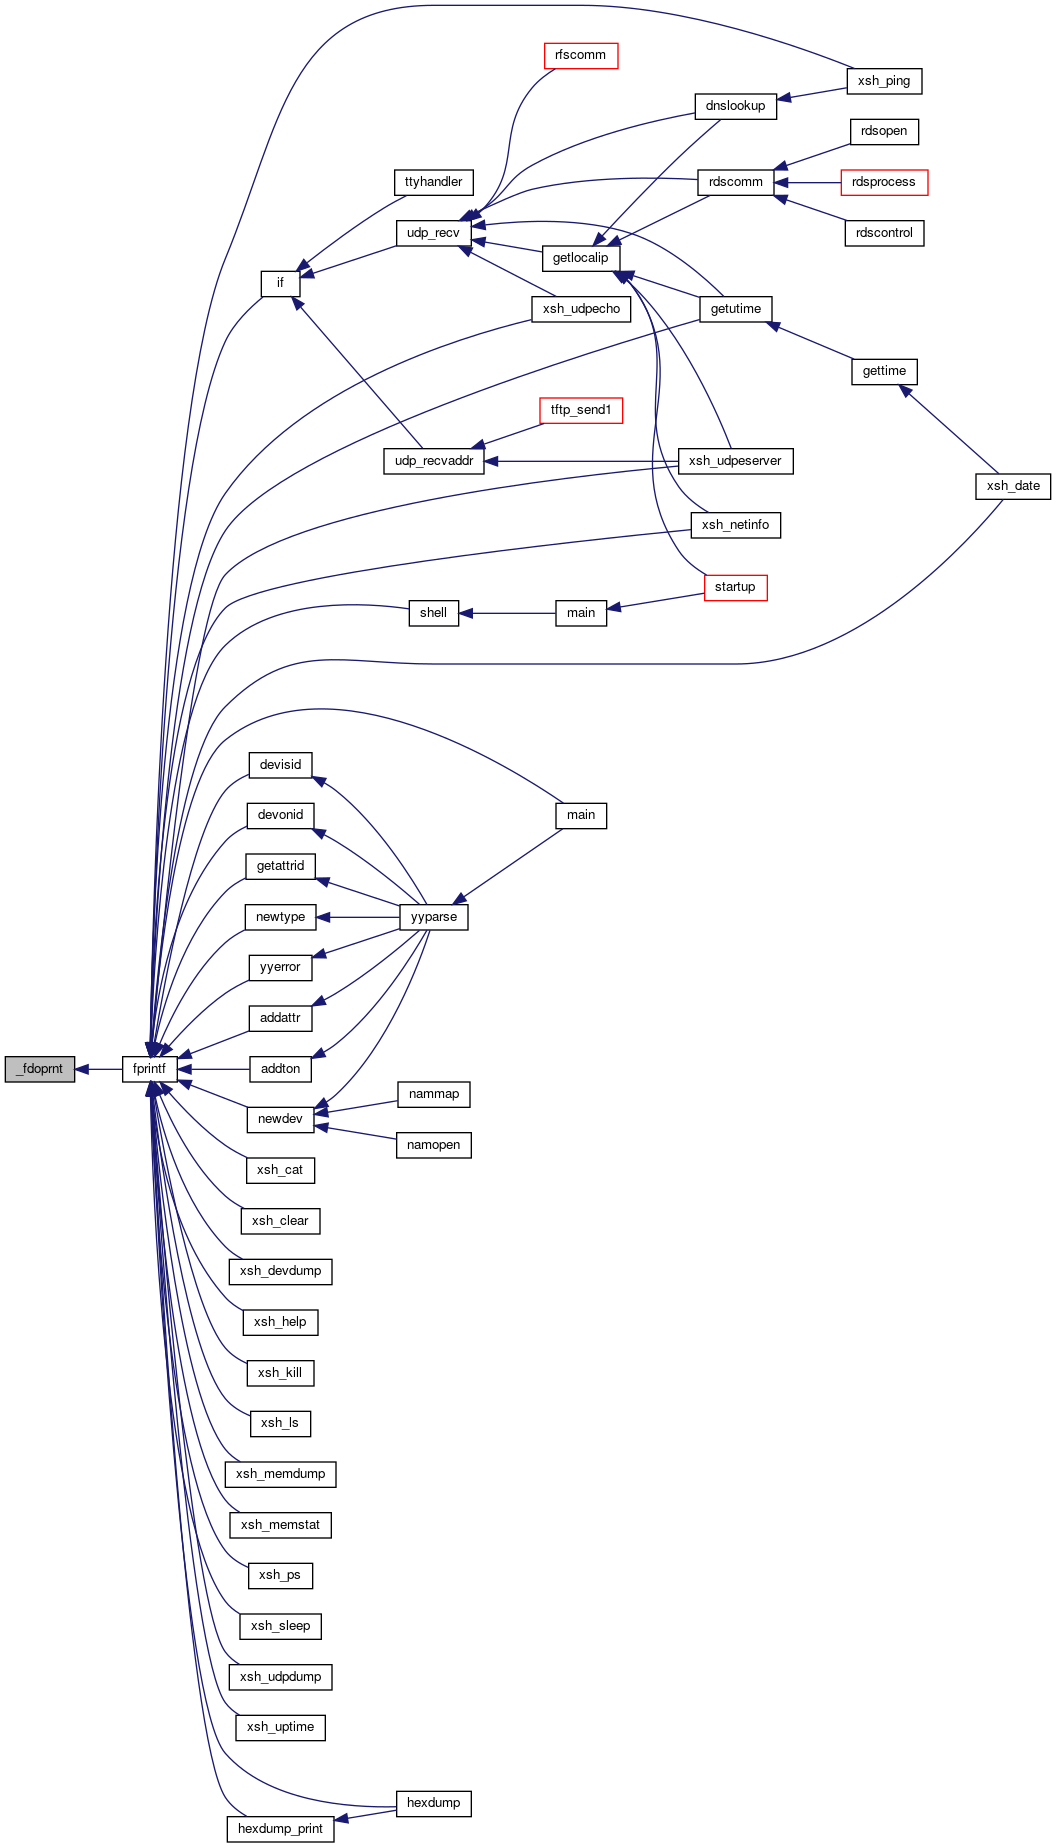 xsh_ping
rfscomm
dnslookup
rdsopen
ttyhandler
rdscomm
rdsprocess
udp_recv
rdscontrol
getlocalip
if
xsh_udpecho
getutime
gettime
tftp_send1
udp_recvaddr
xsh_udpeserver
xsh_date
xsh_netinfo
startup
shell
main
devisid
devonid
main
getattrid
newtype
yyparse
yyerror
addattr
_fdoprnt
fprintf
addton
nammap
newdev
namopen
xsh_cat
xsh_clear
xsh_devdump
xsh_help
xsh_kill
xsh_ls
xsh_memdump
xsh_memstat
xsh_ps
xsh_sleep
xsh_udpdump
xsh_uptime
hexdump
hexdump_print